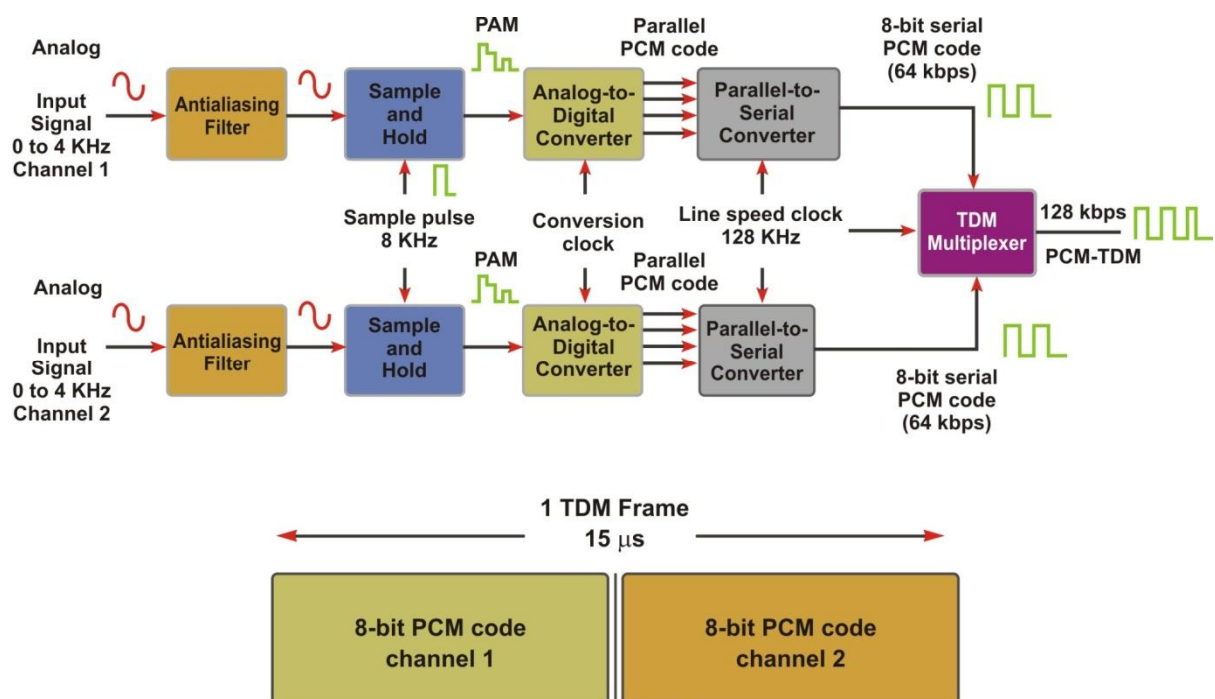 Analog
Input
Signal
0 to 4 KHz
Channel 1
Antialiasing
Filter
Sample
and
Hold
PAM
Analog-to-
Digital
Converter
Parallel
PCM code
Parallel-to-
Serial
Converter
8-bit serial
PCM code
(64 kbps)
Sample pulse
8 KHz
Conversion
clock
Line speed clock
128 KHz
TDM
Multiplexer
128 kbps
PCM-TDM
Analog
Input
Signal
0 to 4 KHz
Channel 2
Antialiasing
Filter
Sample
and
Hold
PAM
Analog-to-
Digital
Converter
Parallel
PCM code
Parallel-to-
Serial
Converter
8-bit serial
PCM code
(64 kbps)
1 TDM Frame
15 μs
8-bit PCM code
channel 1
8-bit PCM code
channel 2